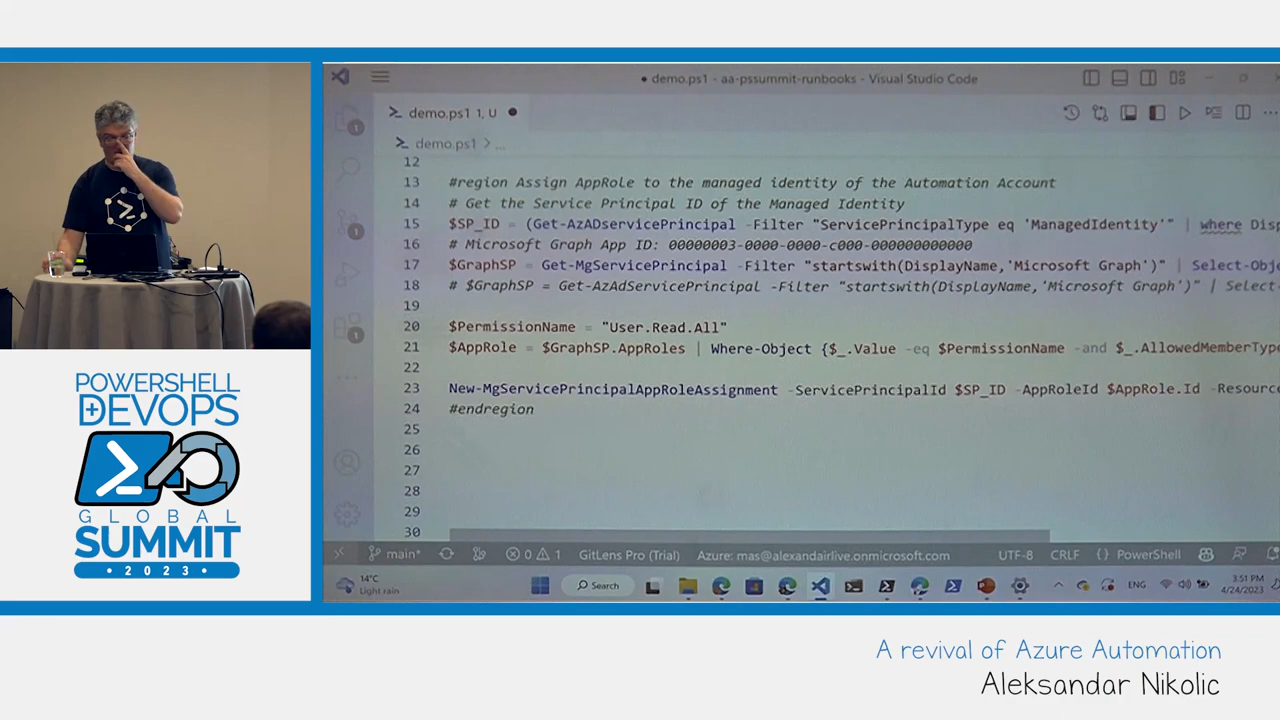 ● demo.ps1 - aa-pssummit-runbooks - Visual Studio Code
demo.ps1 1, U ●
demo.ps1 > ...
12
13 #region Assign AppRole to the managed identity of the Automation Account
14 # Get the Service Principal ID of the Managed Identity
15 $SP_ID = (Get-AzADservicePrincipal -Filter "ServicePrincipalType eq 'ManagedIdentity'" | where Disp
16 # Microsoft Graph App ID: 00000003-0000-0000-c000-000000000000
17 $GraphSP = Get-MgServicePrincipal -Filter "startswith(DisplayName,'Microsoft Graph')" | Select-Obje
18 # $GraphSP = Get-AzAdServicePrincipal -Filter "startswith(DisplayName,'Microsoft Graph')" | Select-
19
20 $PermissionName = "User.Read.All"
21 $AppRole = $GraphSP.AppRoles | Where-Object {$_.Value -eq $PermissionName -and $_.AllowedMemberType
22
23 New-MgServicePrincipalAppRoleAssignment -ServicePrincipalId $SP_ID -AppRoleId $AppRole.Id -Resourc
24 #endregion
25
26
27
28
29
30
main* 0 1 GitLens Pro (Trial) Azure: mas@alexandairlive.onmicrosoft.com UTF-8 CRLF {} PowerShell
14°C
Light rain
Search
ENG
3:51 PM
4/24/2023
POWERSHELL
+DEVOPS
GLOBAL
SUMMIT
• 2023 •
A revival of Azure Automation
Aleksandar Nikolic